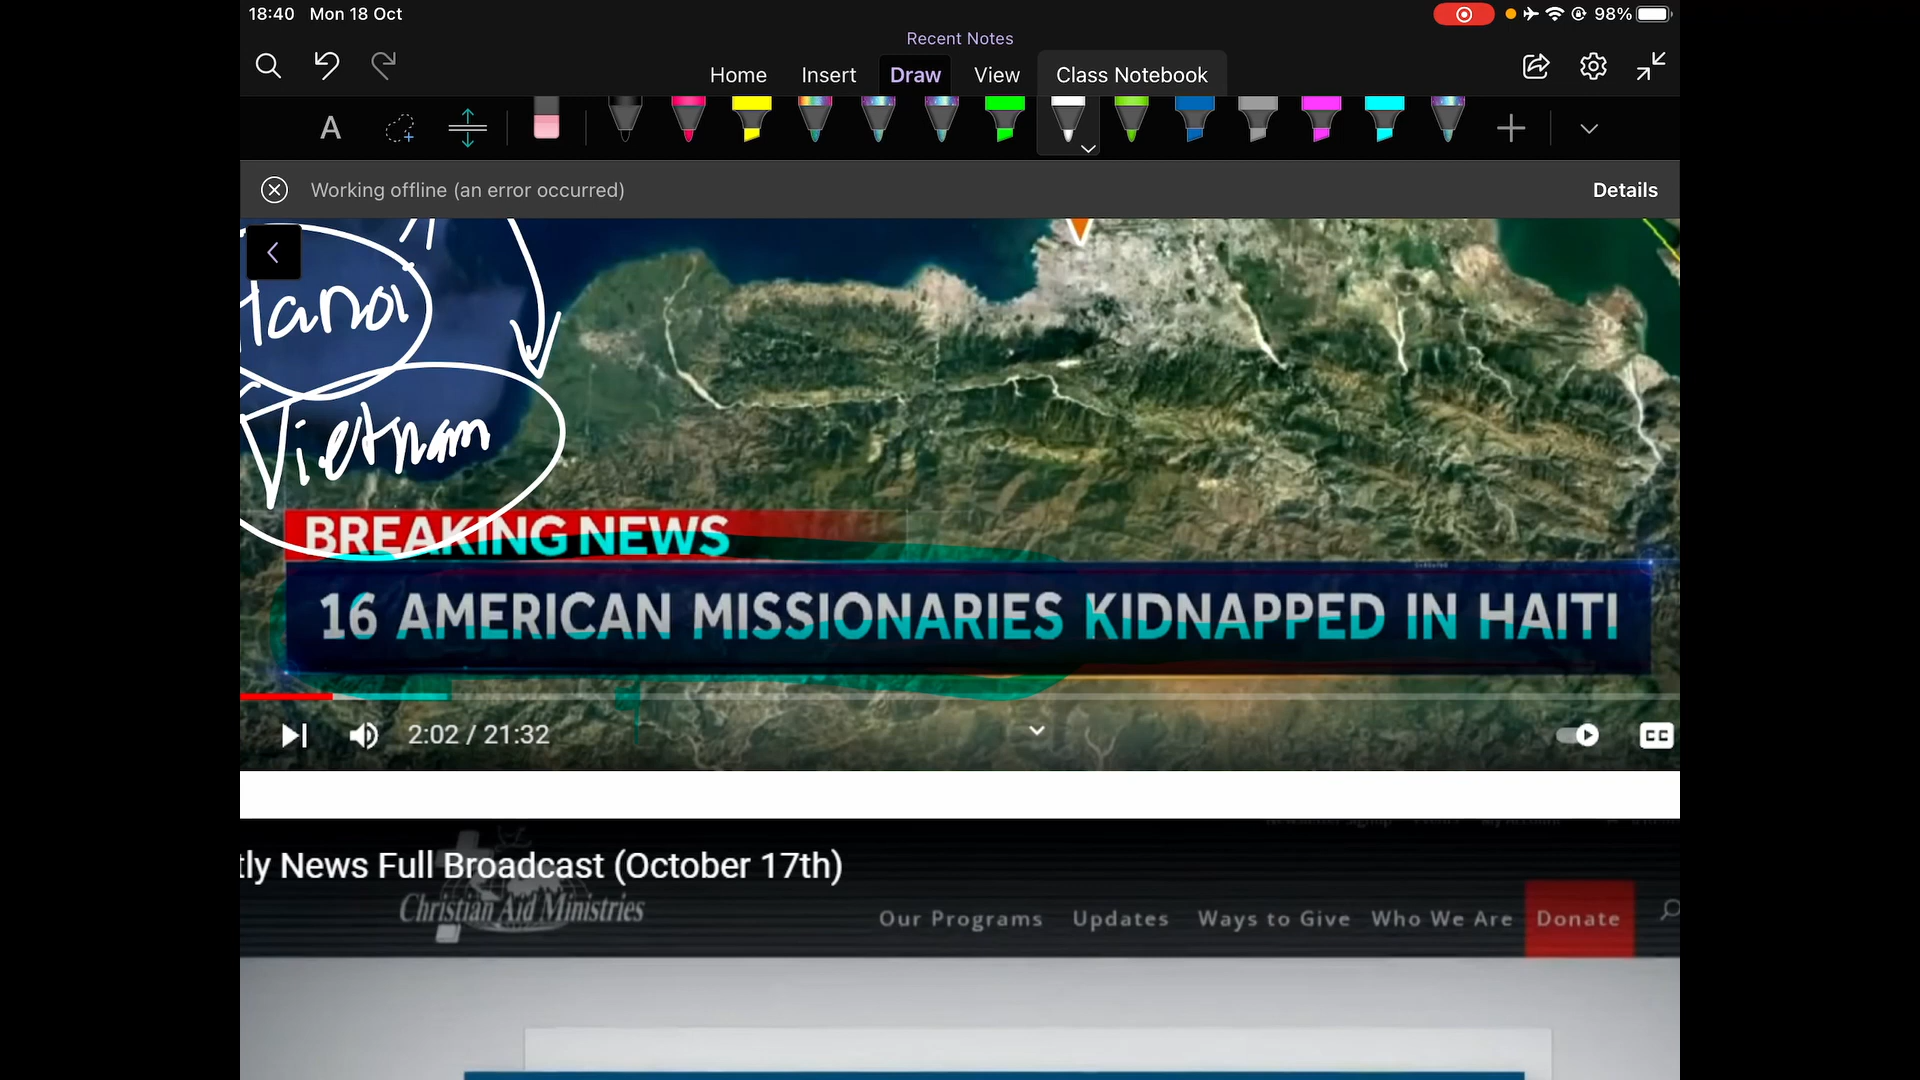 18:40 Mon 18 Oct
98%
Recent Notes
Home Insert Draw View Class Notebook
A
Working offline (an error occurred)
Details
Hanoi
Vietnam
BREAKING NEWS
16 AMERICAN MISSIONARIES KIDNAPPED IN HAITI
2:02 / 21:32
CC
tly News Full Broadcast (October 17th)
Christian Aid Ministries
Our Programs Updates Ways to Give Who We Are Donate